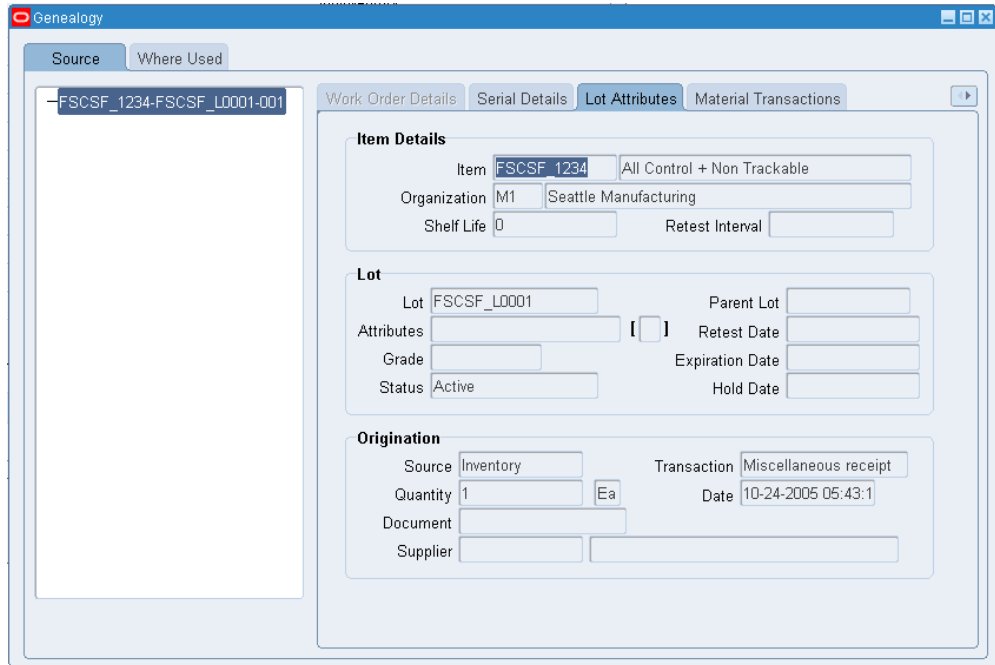 Genealogy
Source Where Used
FSCSF_1234-FSCSF_L0001-001
Work Order Details Serial Details Lot Attributes Material Transactions
Item Details
Item FSCSF_1234 All Control + Non Trackable
Organization M1 Seattle Manufacturing
Shelf Life 0 Retest Interval
Lot
Lot FSCSF_L0001 Parent Lot
Attributes [ ] Retest Date
Grade Expiration Date
Status Active Hold Date
Origination
Source Inventory Transaction Miscellaneous receipt
Quantity 1 Ea Date 10-24-2005 05:43:1
Document
Supplier